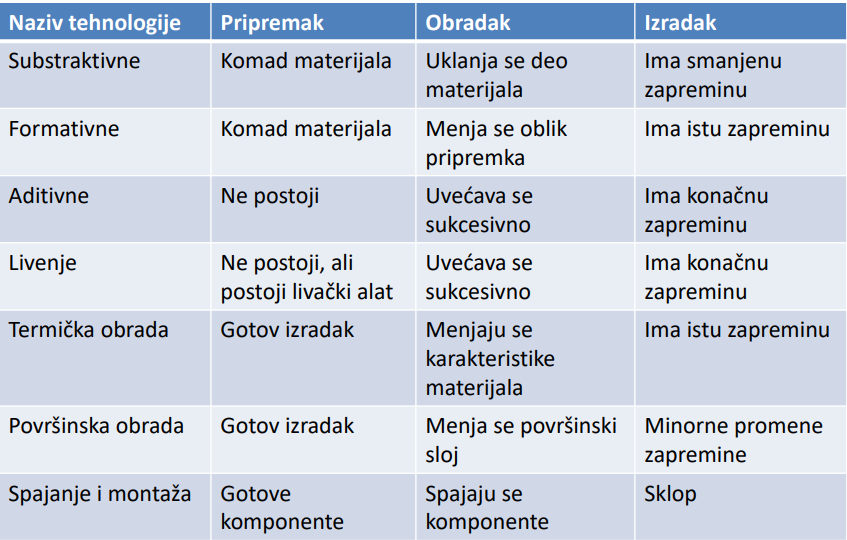 Naziv tehnologije Pripremak Obradak Izradak
Substraktivne Komad materijala Uklanja se deo Ima smanjenu
materijala zapreminu
Formativne Komad materijala Menja se oblik Ima istu zapreminu
pripremka
Aditivne Ne postoji Uvećava se Ima konačnu
sukcesivno zapreminu
Livenje Ne postoji, ali Uvećava se Ima konačnu
postoji livački alat sukcesivno zapreminu
Termička obrada Gotov izradak Menjaju se Ima istu zapreminu
karakteristike
materijala
Površinska obrada Gotov izradak Menja se površinski Minorne promene
sloj zapremine
Spajanje i montaža Gotove Spajaju se Sklop
komponente komponente